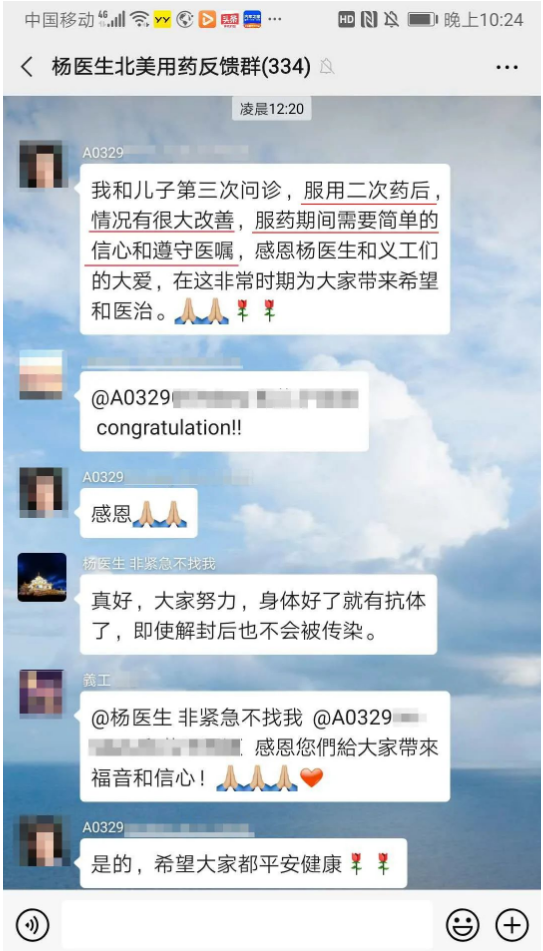 中国移动 4G 晚上10:24
HD
头条
杨医生北美用药反馈群(334)
凌晨12:20
A0329
我和儿子第三次问诊，服用二次药后，
情况有很大改善，服药期间需要简单的
信心和遵守医嘱，感恩杨医生和义工们
的大爱，在这非常时期为大家带来希望
和医治。🙏🙏🌹🌹
@A0329
congratulation!!
A0329
感恩🙏🙏
杨医生 非紧急不找我
真好，大家努力，身体好了就有抗体
了，即使解封后也不会被传染。
義工
@杨医生 非紧急不找我 @A0329
感恩您們給大家帶來
福音和信心！🙏🙏🙏❤️
A0329
是的，希望大家都平安健康🌹🌹